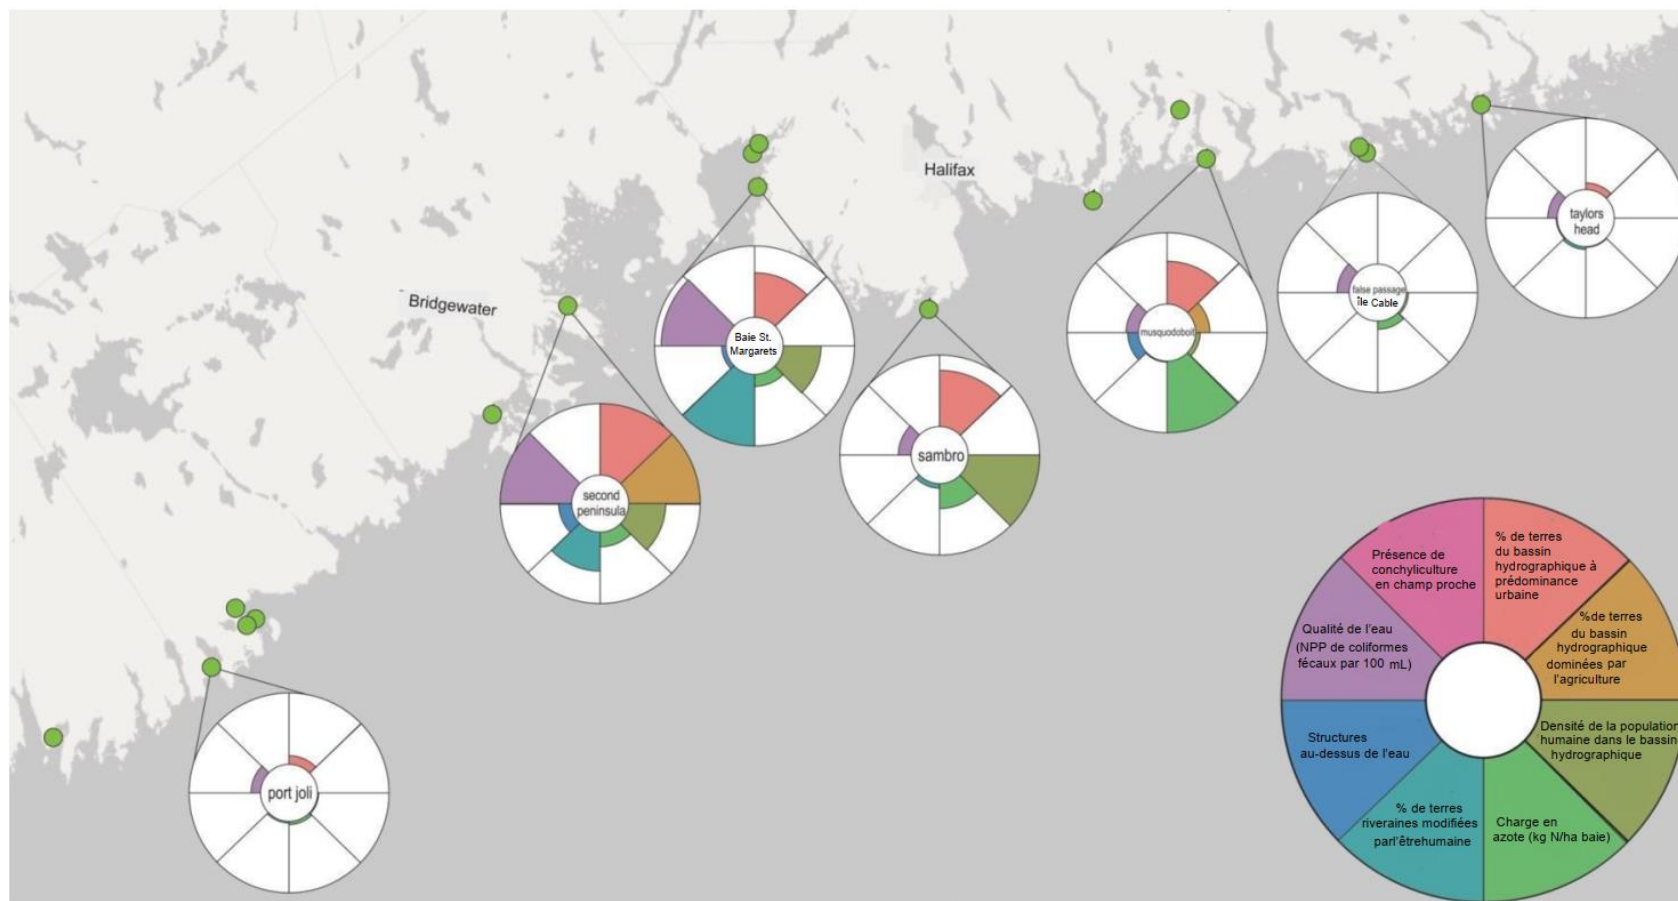 Halifax
Bridgewater
taylors
head
false passage
île Cable
musquodoboit
Baie St.
Margarets
sambro
second
peninsula
port joli
Présence de
conchyliculture
en champ proche
% de terres
du bassin
hydrographique à
prédominance
urbaine
%de terres
du bassin
hydrographique
dominées par
l'agriculture
Densité de la population
humaine dans le bassin
hydrographique
Charge en
azote (kg N/ha baie)
% de terres
riveraines modifiées
parl'êtrehumaine
Structures
au-dessus de l'eau
Qualité de l'eau
(NPP de coliformes
fécaux par 100 mL)